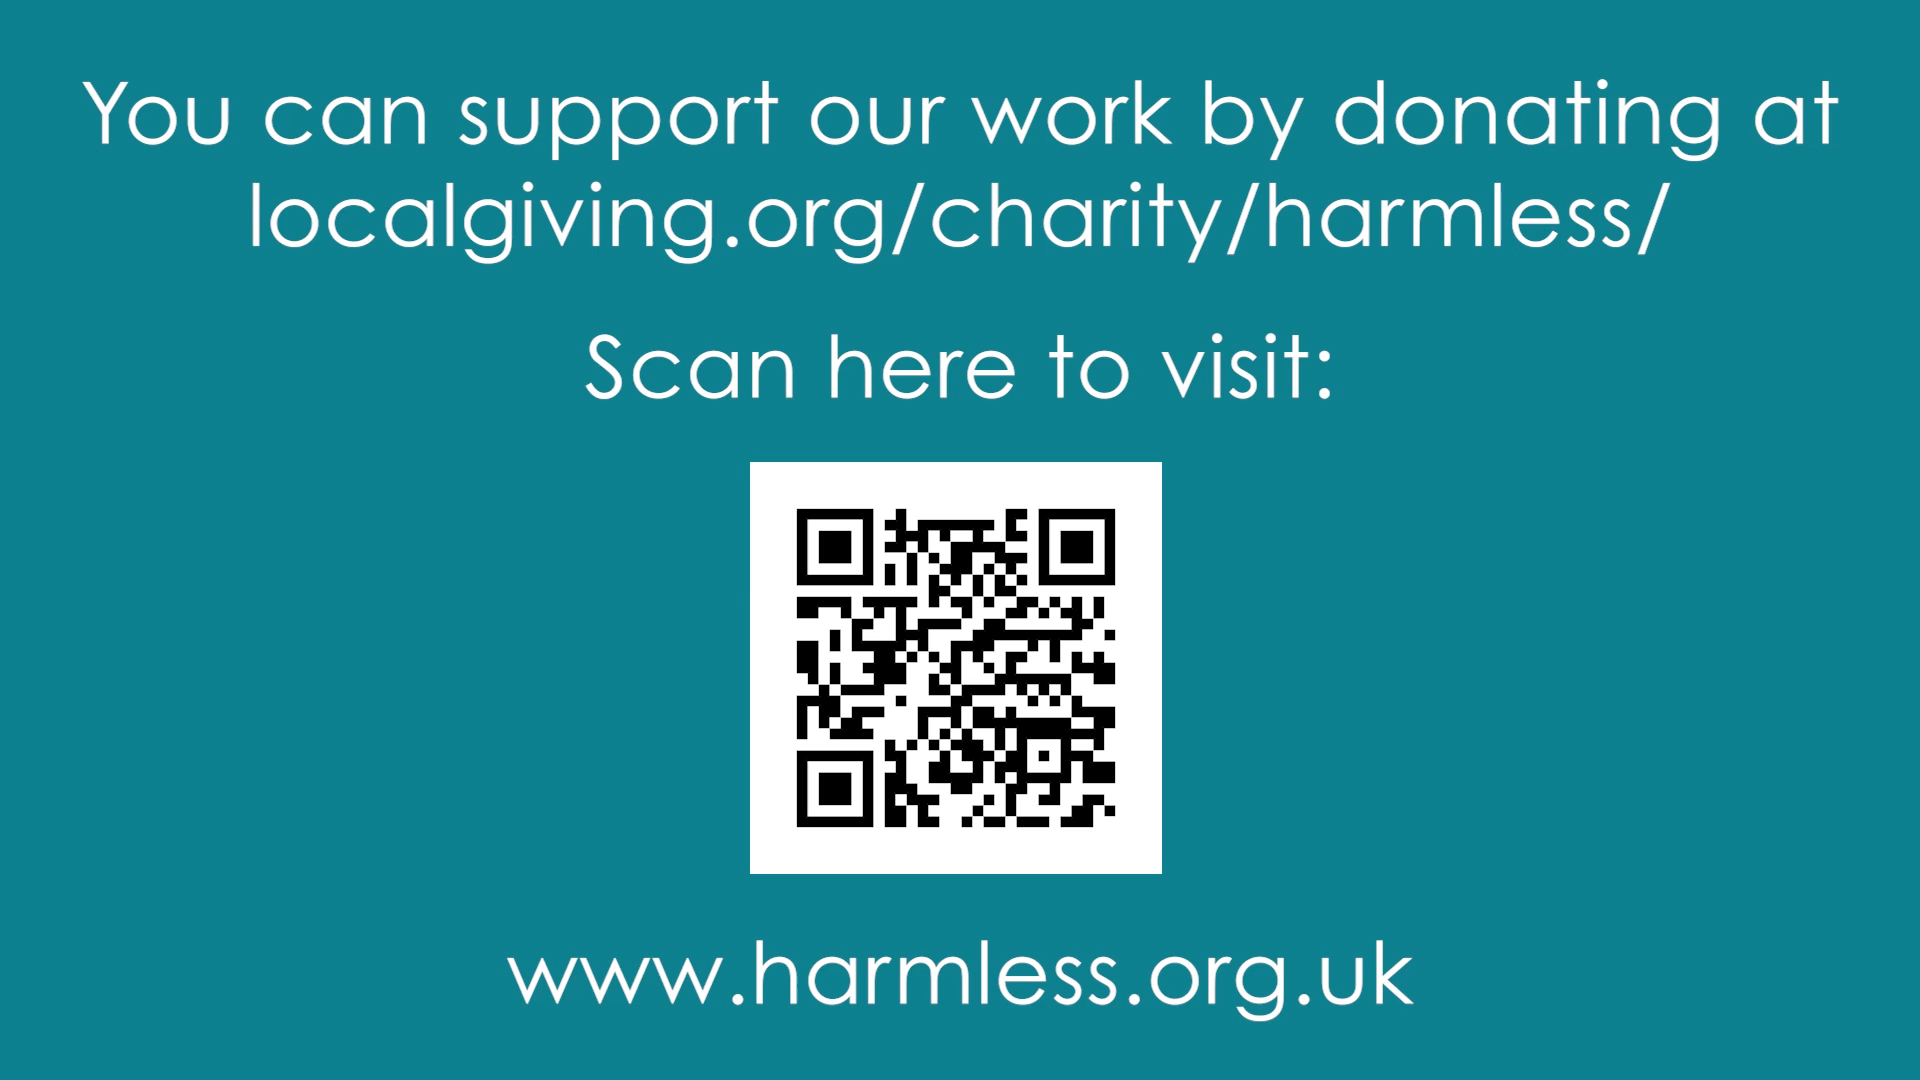 You can support our work by donating at
localgiving.org/charity/harmless/
Scan here to visit:
www.harmless.org.uk